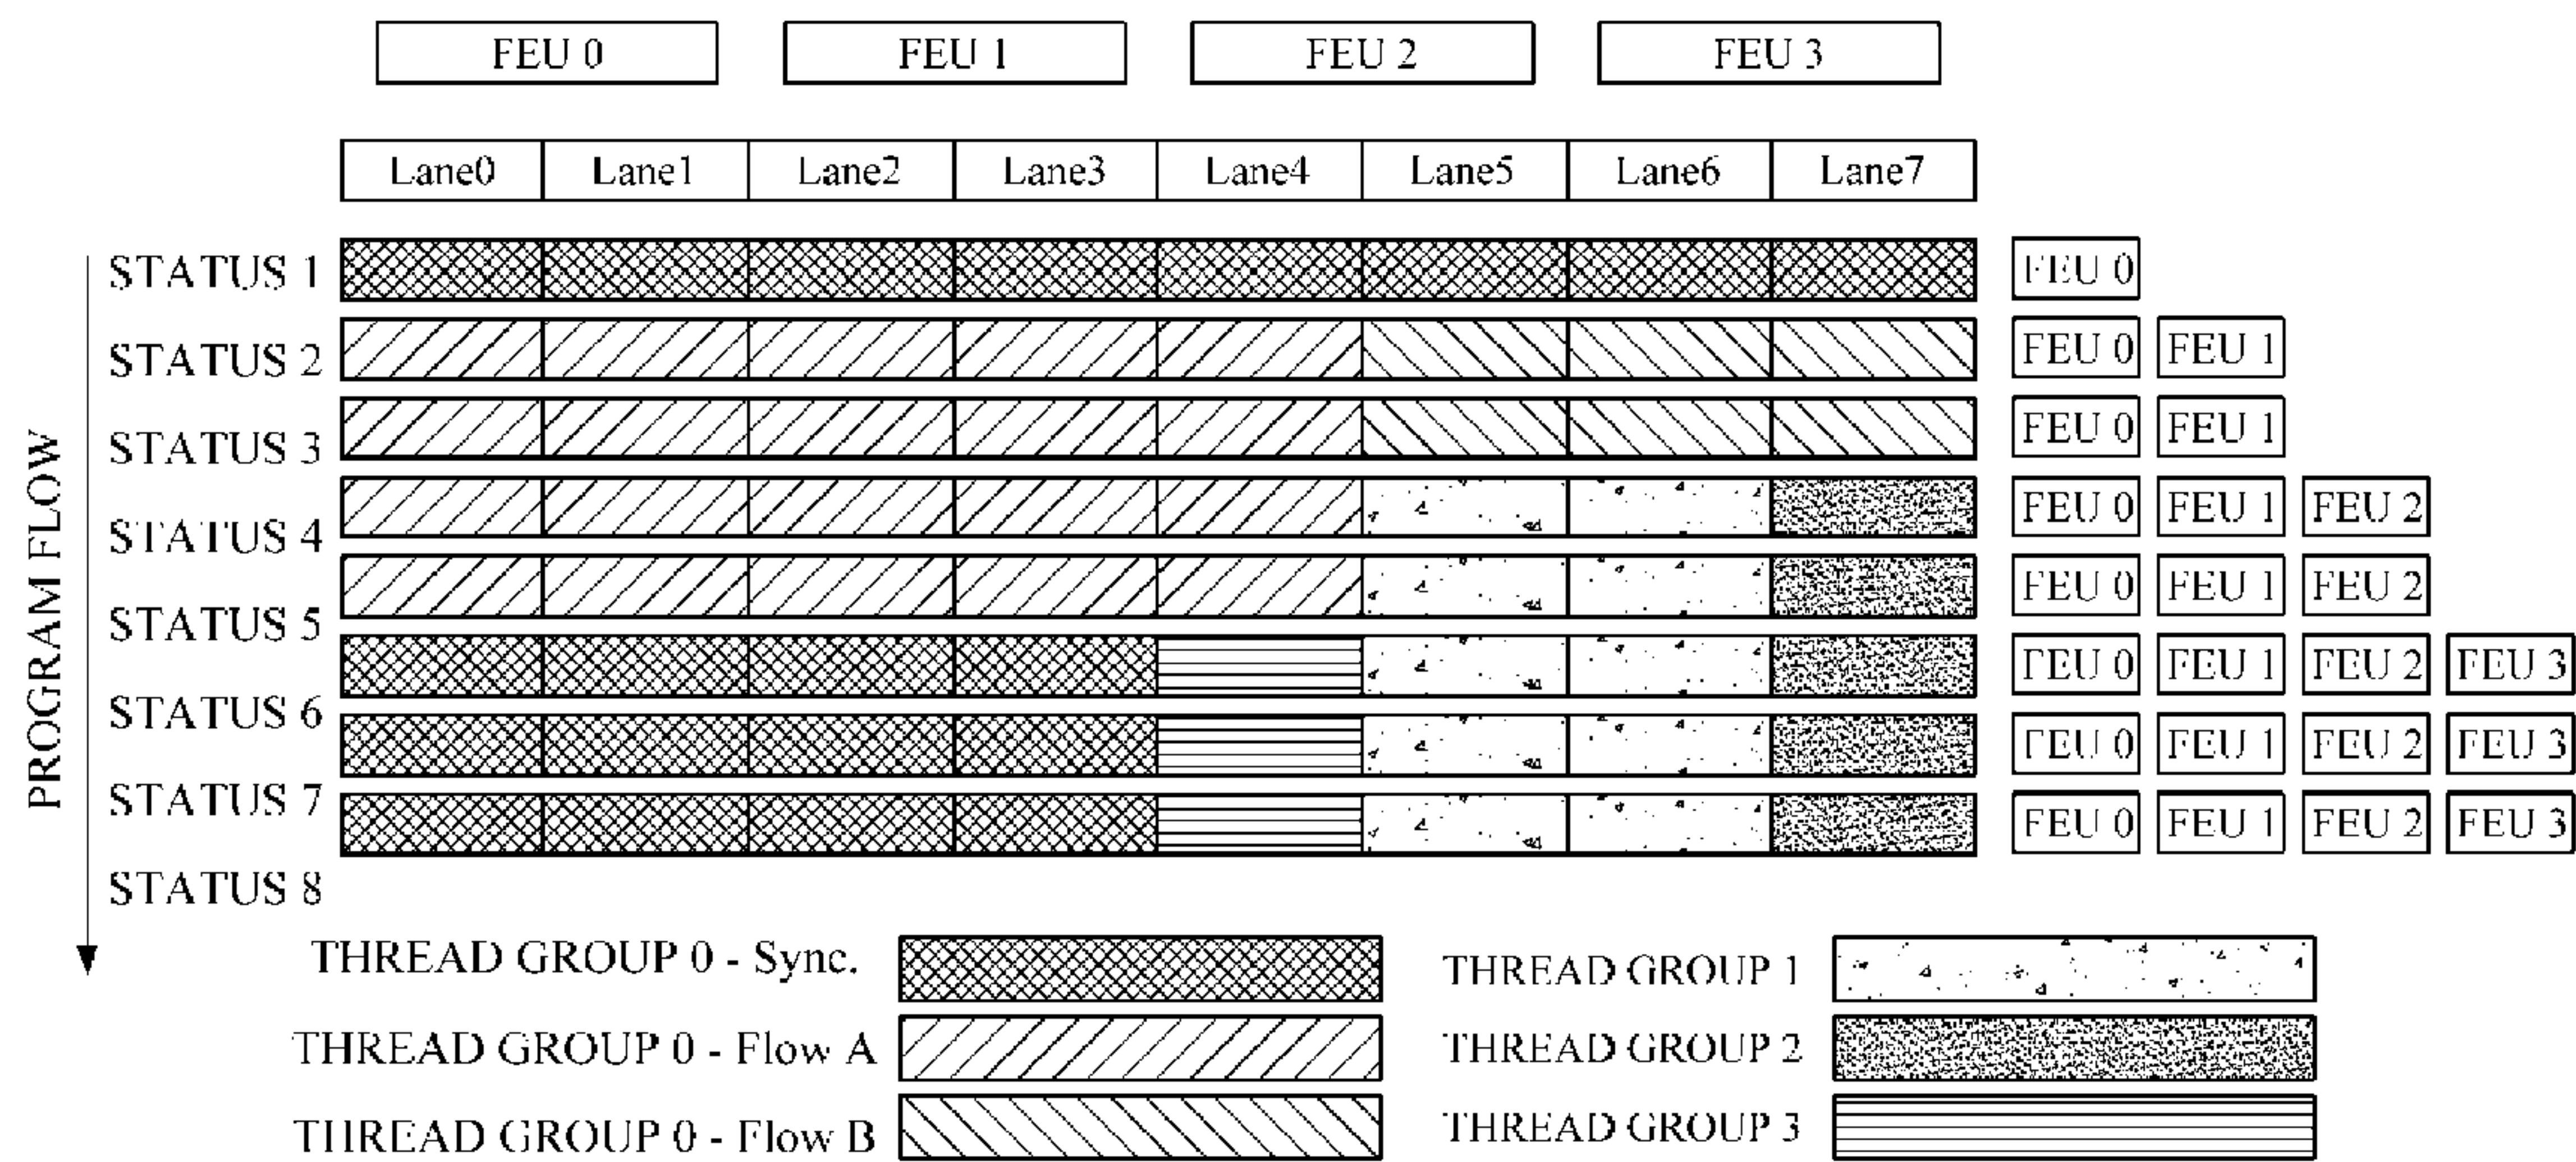 FEU 0 FEU 1 FEU 2 FEU 3
Lane0 Lane1 Lane2 Lane3 Lane4 Lane5 Lane6 Lane7
PROGRAM FLOW
STATUS 1 FEU 0
STATUS 2 FEU 0 FEU 1
STATUS 3 FEU 0 FEU 1
STATUS 4 FEU 0 FEU 1 FEU 2
STATUS 5 FEU 0 FEU 1 FEU 2
STATUS 6 FEU 0 FEU 1 FEU 2 FEU 3
STATUS 7 FEU 0 FEU 1 FEU 2 FEU 3
STATUS 8 FEU 0 FEU 1 FEU 2 FEU 3
THREAD GROUP 0 - Sync. THREAD GROUP 1
THREAD GROUP 0 - Flow A THREAD GROUP 2
THREAD GROUP 0 - Flow B THREAD GROUP 3